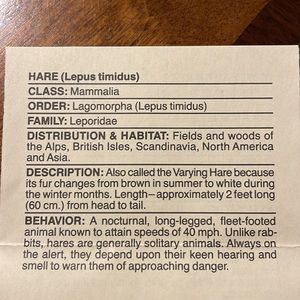 HARE (Lepus timidus)
CLASS: Mammalia
ORDER: Lagomorpha (Lepus timidus)
FAMILY: Leporidae
DISTRIBUTION & HABITAT: Fields and woods of
the Alps, British Isles, Scandinavia, North America
and Asia.
DESCRIPTION: Also called the Varying Hare because
its fur changes from brown in summer to white during
the winter months. Length–approximately 2 feet long
(60 cm.) from head to tail.
BEHAVIOR: A nocturnal, long-legged, fleet-footed
animal known to attain speeds of 40 mph. Unlike rab-
bits, hares are generally solitary animals. Always on
the alert, they depend upon their keen hearing and
smell to warn them of approaching danger.